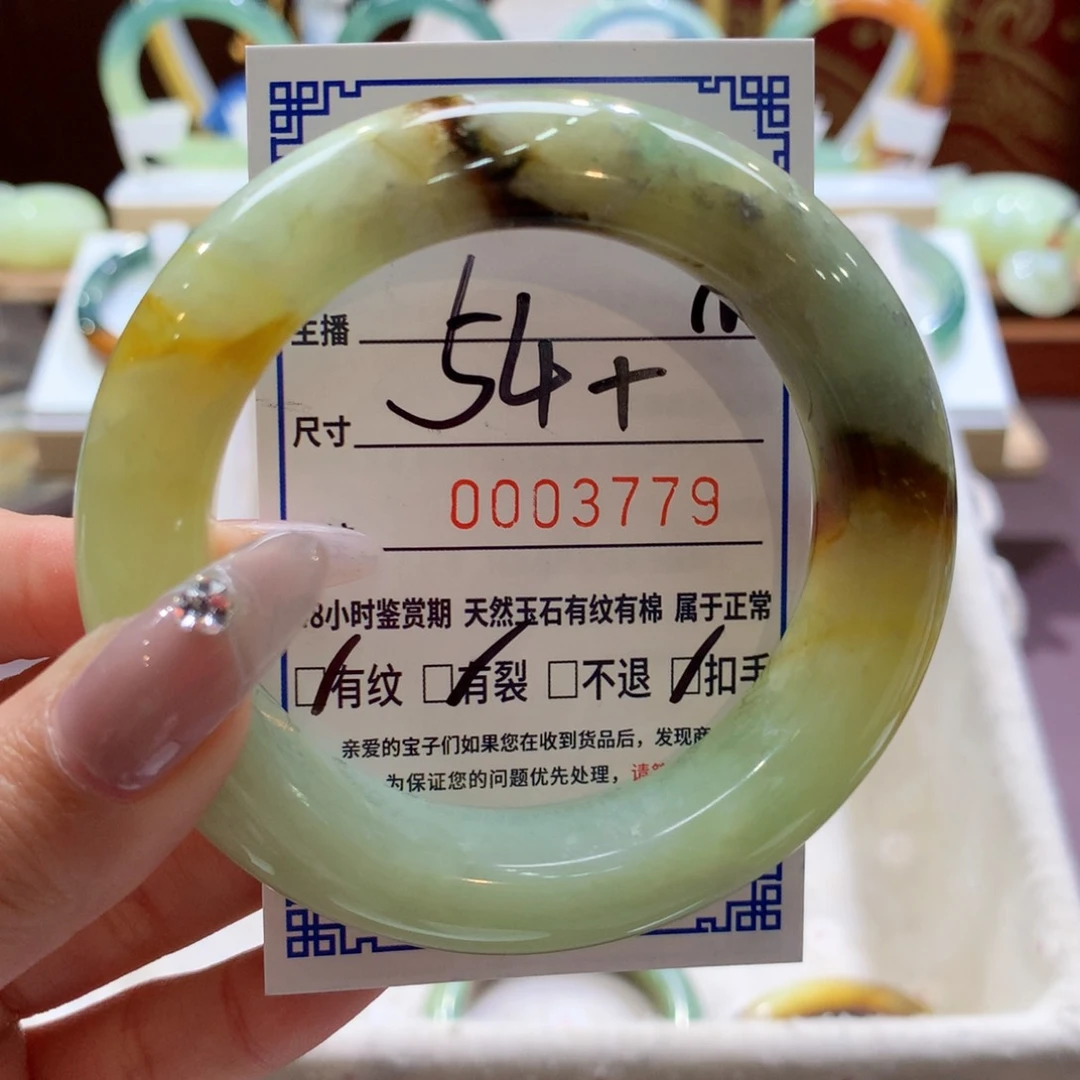 主播
尺寸 54+
0003779
8小时鉴赏期 天然玉石有纹有棉 属于正常
□有纹 □有裂 □不退 □扣手
亲爱的宝子们如果您在收到货品后，发现商
为保证您的问题优先处理，请